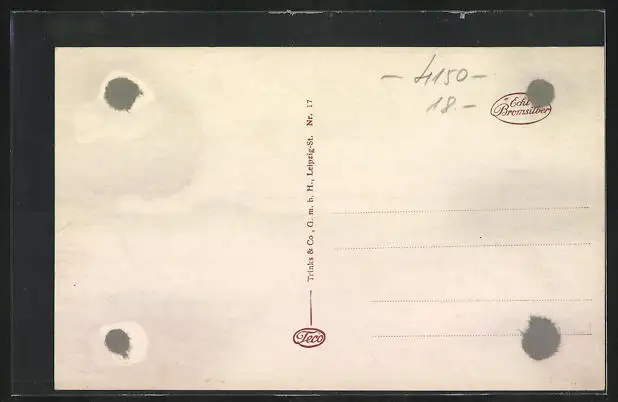 - 4150 -
18.-
Echt
Bromsilber
Trinks & Co., G. m. b. H., Leipzig-St. Nr. 17
Teco